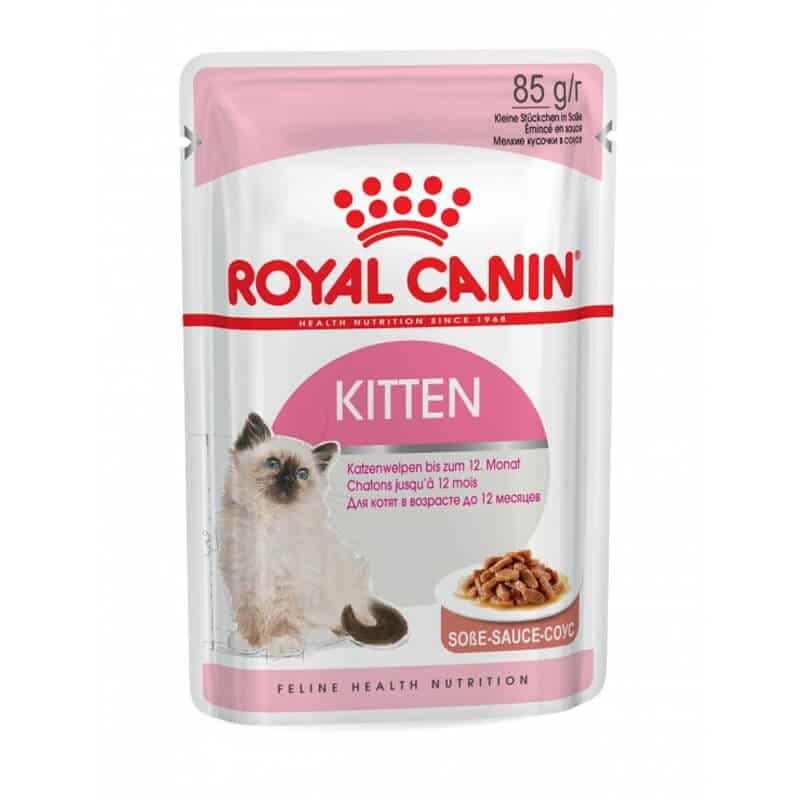 85 g/r
Kleine Stückchen in Soße
Émincé en sauce
Мелкие кусочки в соусе
ROYAL CANIN®
HEALTH NUTRITION SINCE 1968
KITTEN
Katzenwelpen bis zum 12. Monat
Chatons jusqu'à 12 mois
Для котят в возрасте до 12 месяцев
SOßE-SAUCE-СОУС
FELINE HEALTH NUTRITION